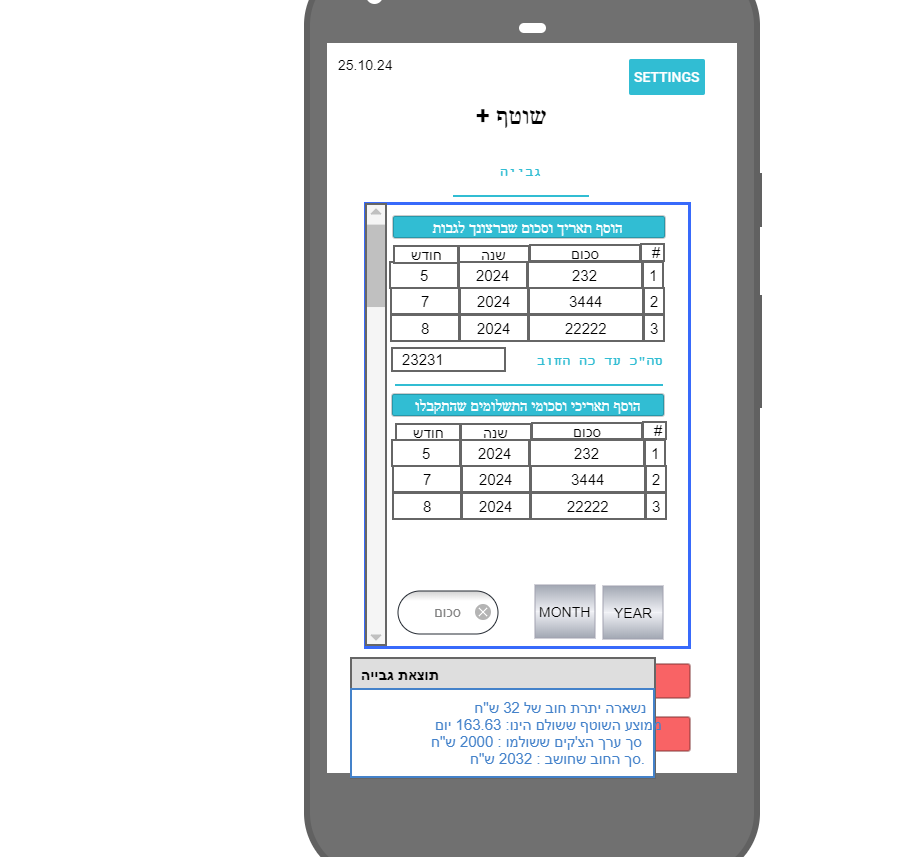 25.10.24
SETTINGS
שוטף +
גבייה
הוסף תאריך וסכום שברצונך לגבות
# סכום שנה חודש
1 232 2024 5
2 3444 2024 7
3 22222 2024 8
סה"כ עד כה החוב 23231
הוסף תאריכי וסכומי התשלומים שהתקבלו
# סכום שנה חודש
1 232 2024 5
2 3444 2024 7
3 22222 2024 8
סכום MONTH YEAR
תוצאת גבייה
נשארה יתרת חוב של 32 ש"ח
ממוצע השוטף ששולם הינו: 163.63 יום
סך ערך הצ'קים ששולמו : 2000 ש"ח
סך החוב שחושב : 2032 ש"ח.